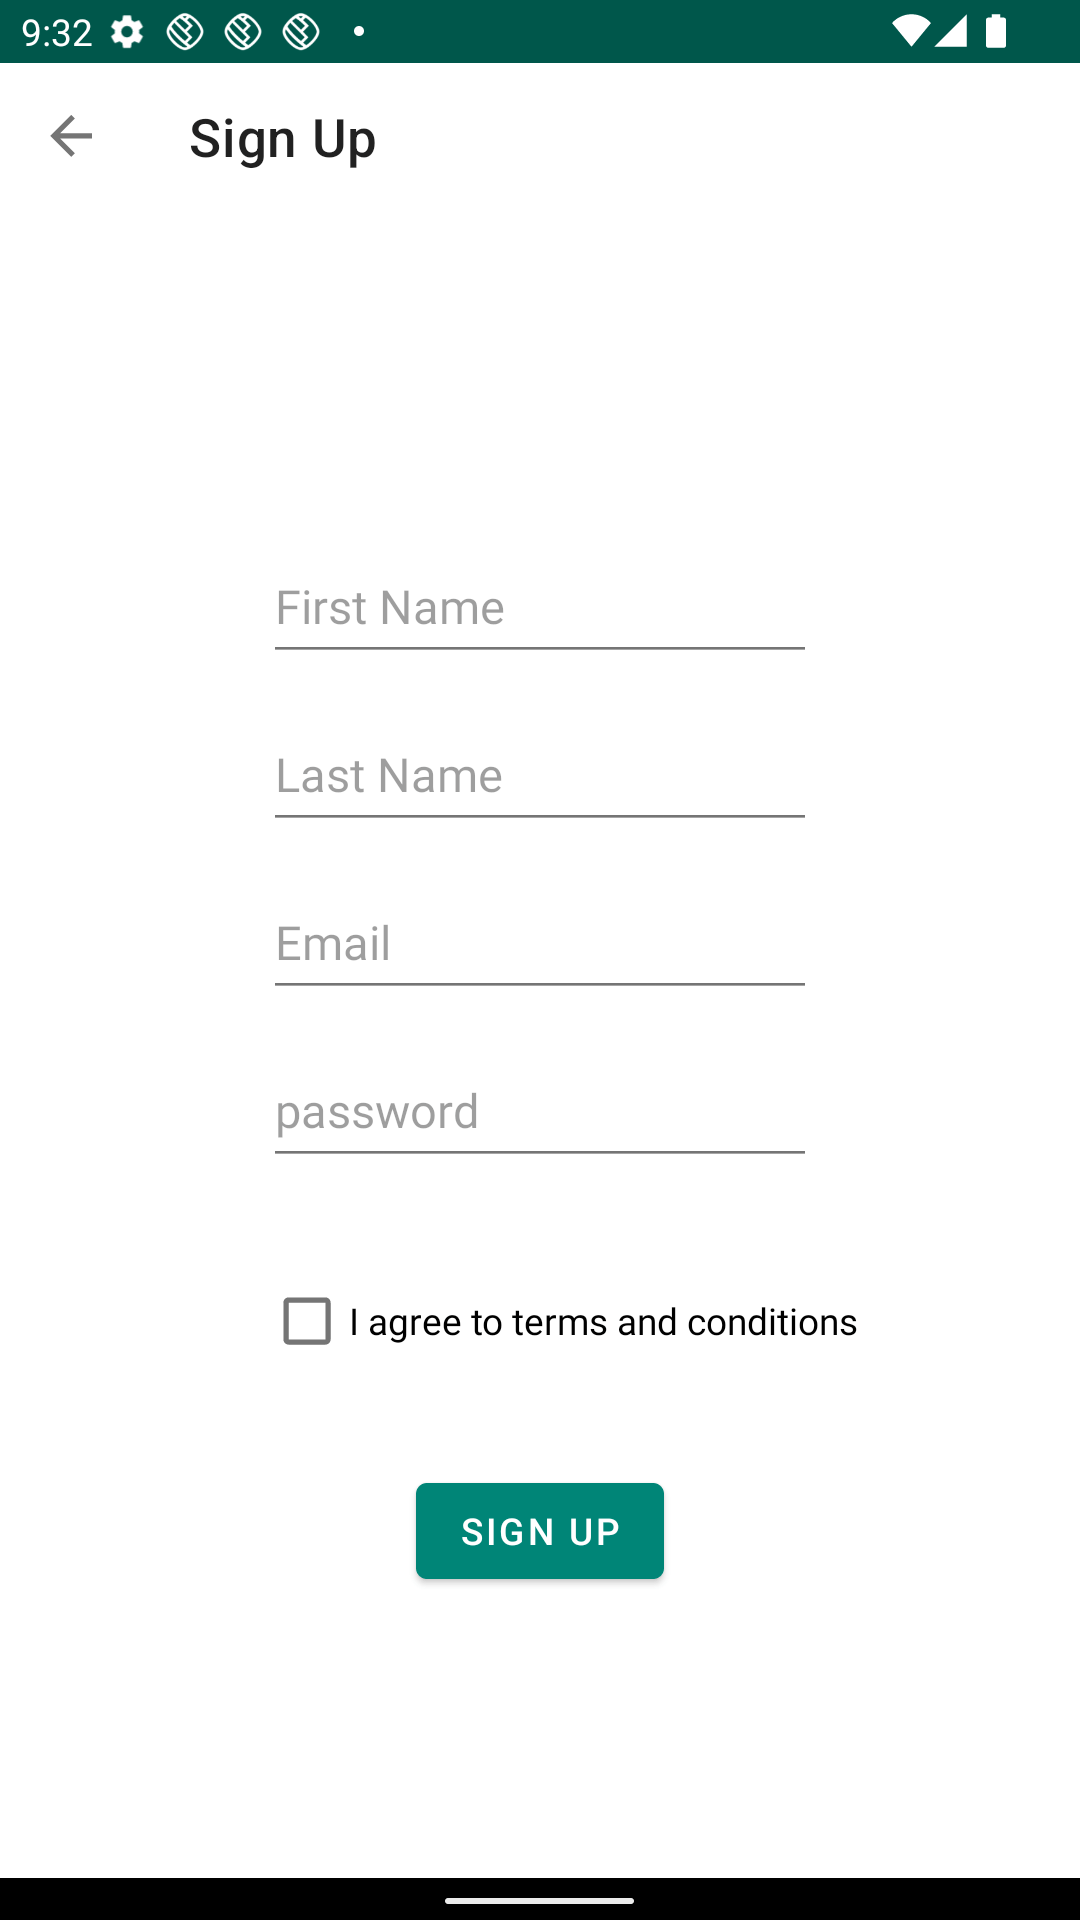 9:32
Sign Up
First Name
Last Name
Email
password
I agree to terms and conditions
SIGN UP